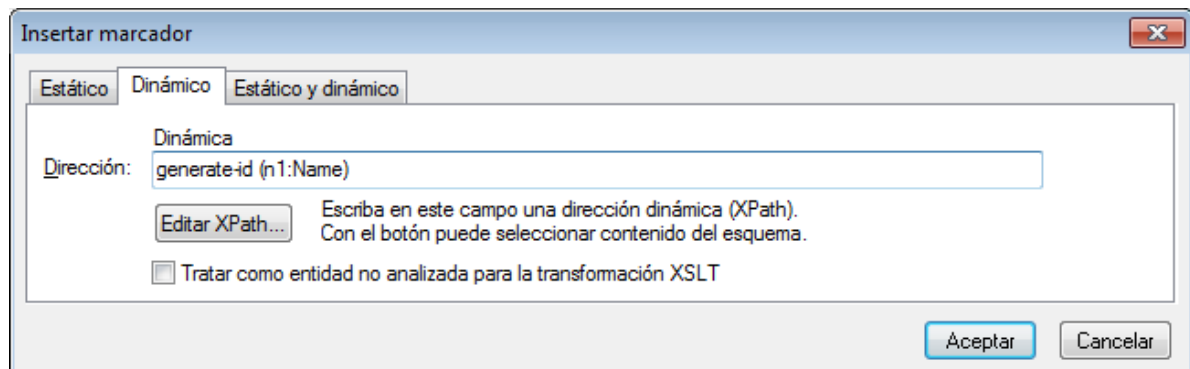 Insertar marcador
Estático Dinámico Estático y dinámico
Dinámica
Dirección: generate-id (n1:Name)
Editar XPath... Escriba en este campo una dirección dinámica (XPath).
Con el botón puede seleccionar contenido del esquema.
Tratar como entidad no analizada para la transformación XSLT
Aceptar Cancelar